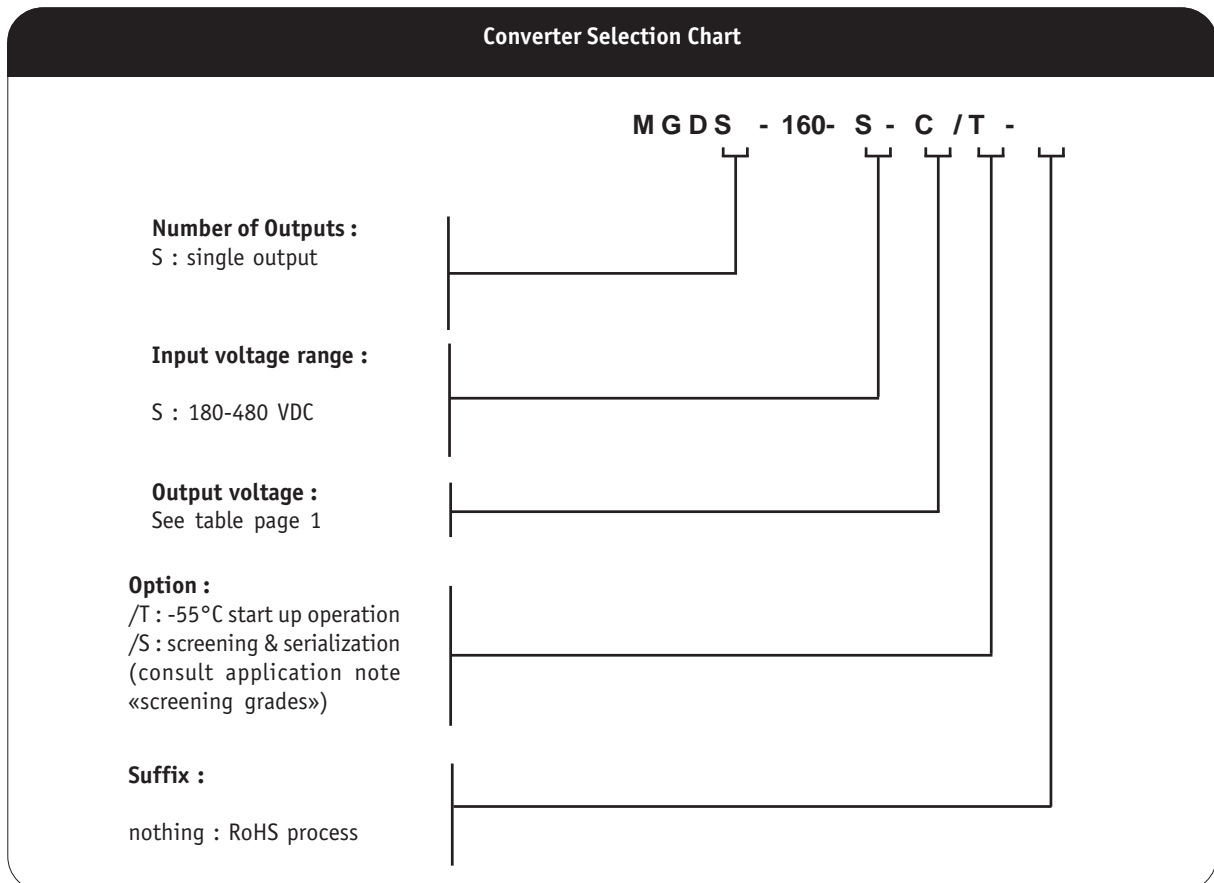 Converter Selection Chart
MGDS - 160- S - C /T -
Number of Outputs :
S : single output
Input voltage range :
S : 180-480 VDC
Output voltage :
See table page 1
Option :
/T : -55°C start up operation
/S : screening & serialization
(consult application note
«screening grades»)
Suffix :
nothing : RoHS process